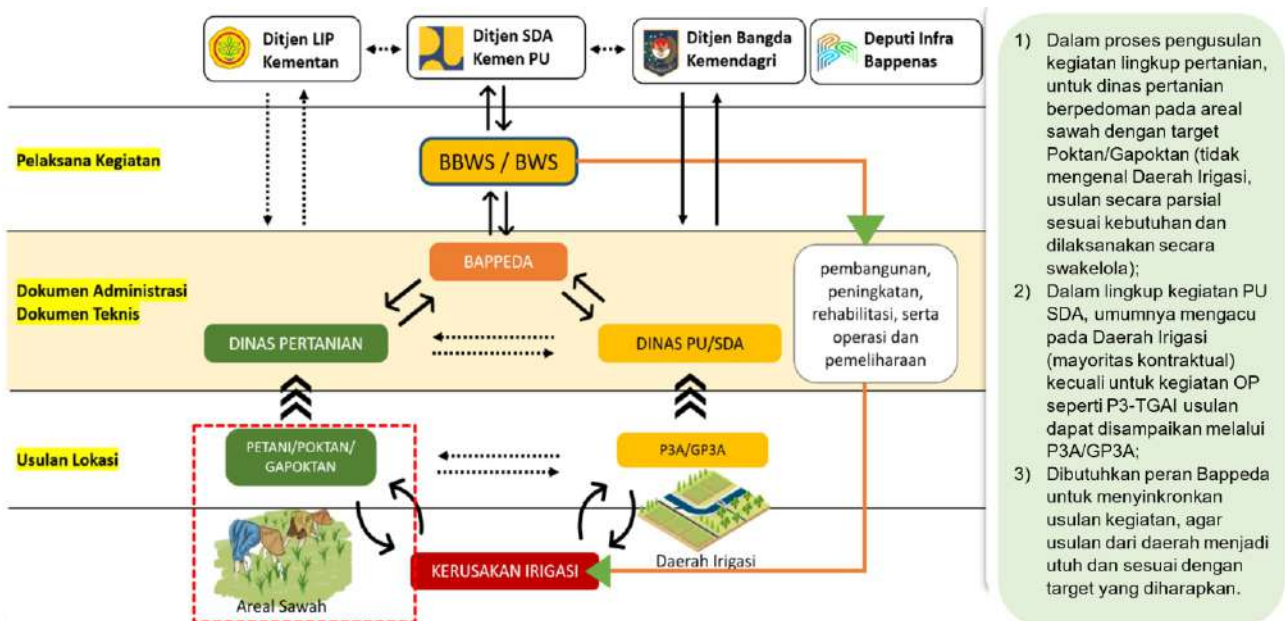 Ditjen LIP
Kementan
Ditjen SDA
Kemen PU
Ditjen Bangda
Kemendagri
Deputi Infra
Bappenas
Pelaksana Kegiatan
BBWS / BWS
Dokumen Administrasi
Dokumen Teknis
BAPPEDA
DINAS PERTANIAN
DINAS PU/SDA
pembangunan,
peningkatan,
rehabilitasi, serta
operasi dan
pemeliharaan
Usulan Lokasi
PETANI/POKTAN/
GAPOKTAN
P3A/GP3A
Areal Sawah
KERUSAKAN IRIGASI
Daerah Irigasi
1) Dalam proses pengusulan
kegiatan lingkup pertanian,
untuk dinas pertanian
berpedoman pada areal
sawah dengan target
Poktan/Gapoktan (tidak
mengenal Daerah Irigasi,
usulan secara parsial
sesuai kebutuhan dan
dilaksanakan secara
swakelola);
2) Dalam lingkup kegiatan PU
SDA, umumnya mengacu
pada Daerah Irigasi
(mayoritas kontraktual)
kecuali untuk kegiatan OP
seperti P3-TGAI usulan
dapat disampaikan melalui
P3A/GP3A;
3) Dibutuhkan peran Bappeda
untuk menyinkronkan
usulan kegiatan, agar
usulan dari daerah menjadi
utuh dan sesuai dengan
target yang diharapkan.